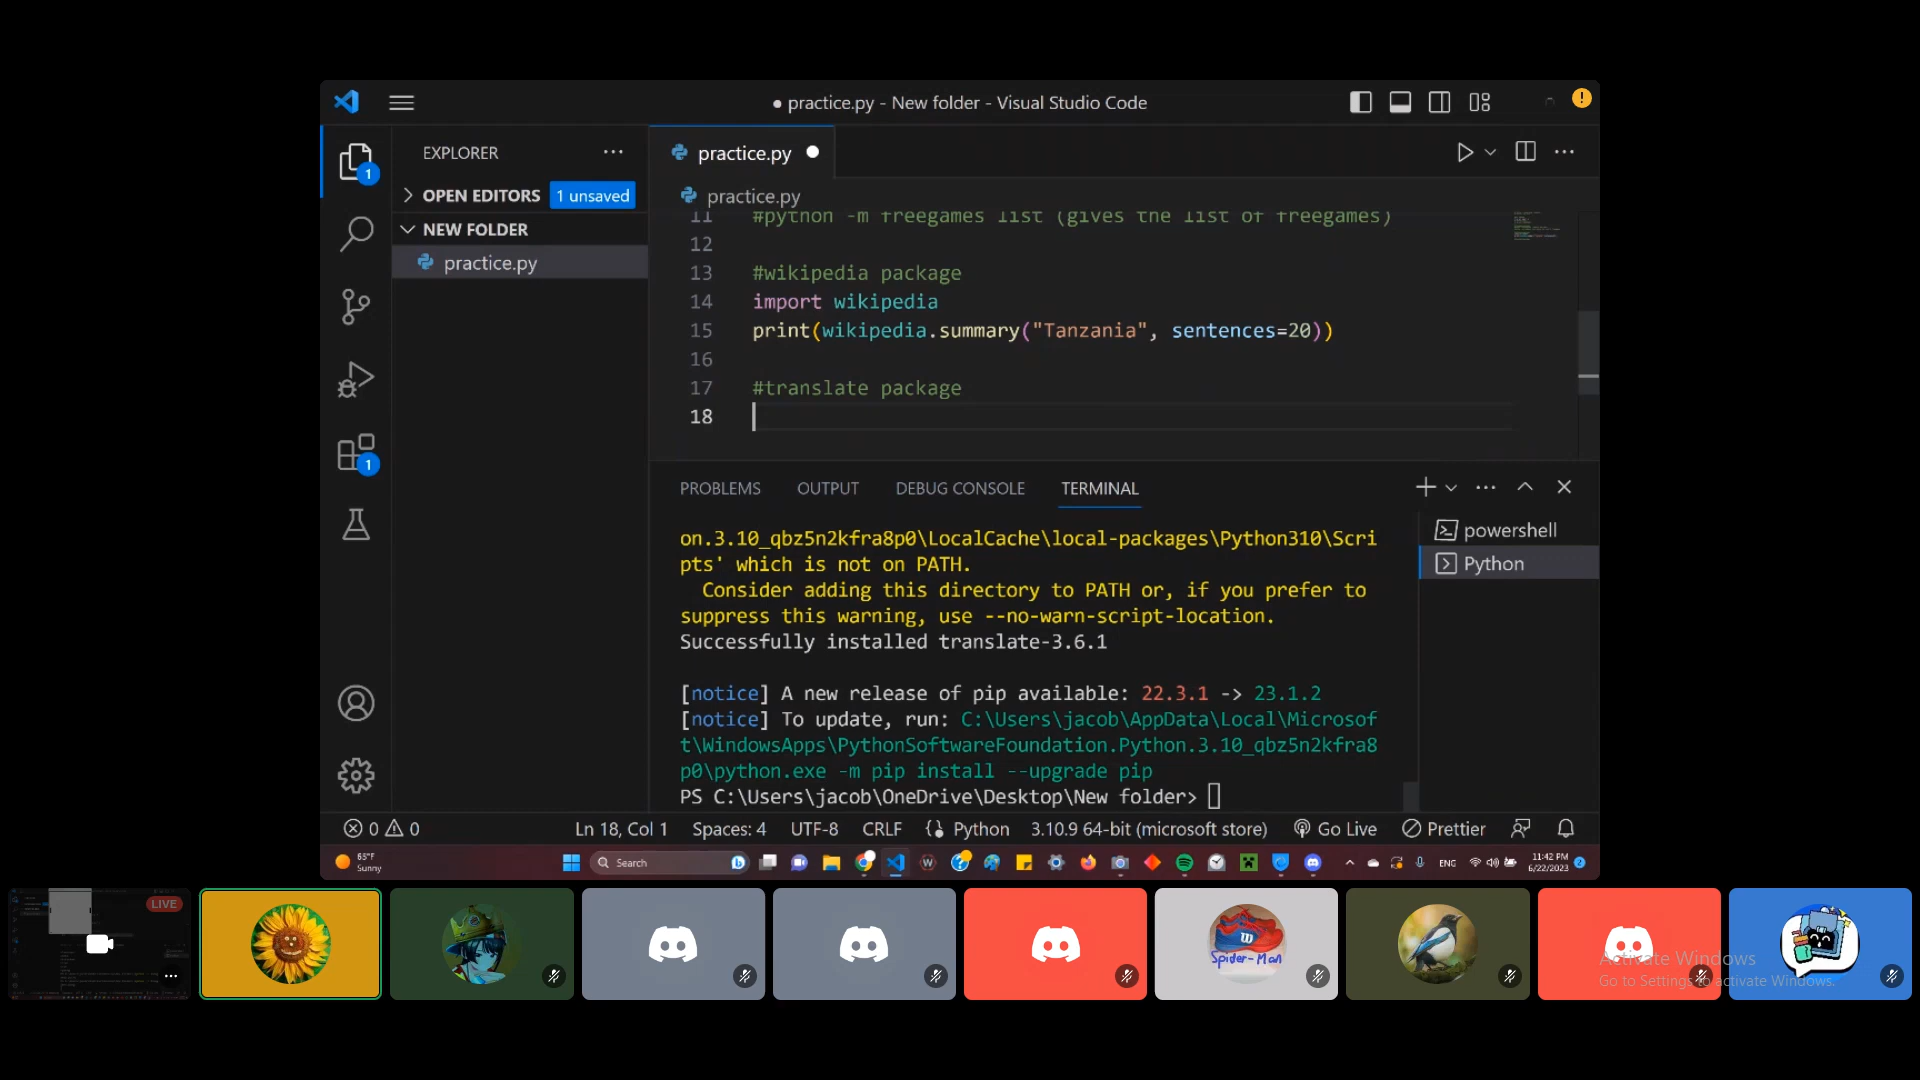 ● practice.py - New folder - Visual Studio Code
EXPLORER
practice.py
OPEN EDITORS
1 unsaved
practice.py
NEW FOLDER
practice.py
11 #python -m freegames list (gives the list of freegames)
12
13 #wikipedia package
14 import wikipedia
15 print(wikipedia.summary("Tanzania", sentences=20))
16
17 #translate package
18
1
1
PROBLEMS OUTPUT DEBUG CONSOLE TERMINAL
powershell
Python
on.3.10_qbz5n2kfra8p0\LocalCache\local-packages\Python310\Scri
pts' which is not on PATH.
Consider adding this directory to PATH or, if you prefer to
suppress this warning, use --no-warn-script-location.
Successfully installed translate-3.6.1
[notice] A new release of pip available: 22.3.1 -> 23.1.2
[notice] To update, run: C:\Users\jacob\AppData\Local\Microsof
t\WindowsApps\PythonSoftwareFoundation.Python.3.10_qbz5n2kfra8
p0\python.exe -m pip install --upgrade pip
PS C:\Users\jacob\OneDrive\Desktop\New folder>
0 0 Ln 18, Col 1 Spaces: 4 UTF-8 CRLF Python 3.10.9 64-bit (microsoft store) Go Live Prettier
65°F
Sunny
Search
ENG
11:42 PM
6/22/2023
2
LIVE
W
Spider-Man
Activate Windows
Go to Settings to activate Windows.